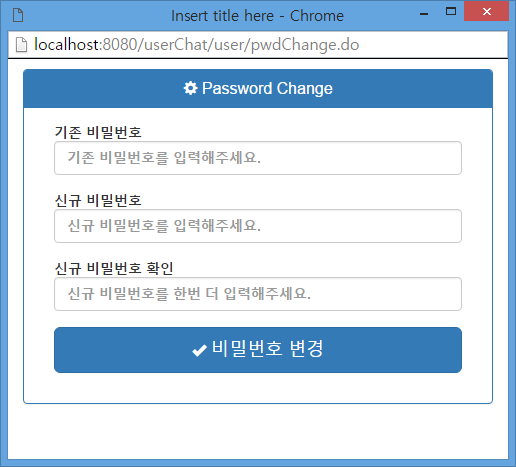 Insert title here - Chrome
localhost:8080/userChat/user/pwdChange.do
Password Change
기존 비밀번호
기존 비밀번호를 입력해주세요.
신규 비밀번호
신규 비밀번호를 입력해주세요.
신규 비밀번호 확인
신규 비밀번호를 한번 더 입력해주세요.
비밀번호 변경